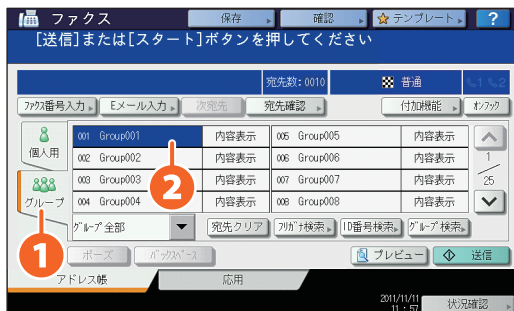 ファクス 保存 確認 テンプレート ?
[送信]または[スタート]ボタンを押してください
宛先数:0010 普通 1 2
ファクス番号入力 Eメール入力 次宛先 宛先確認 付加機能 オンフック
個人用
グループ
001 Group001 内容表示 005 Group005 内容表示
002 Group002 内容表示 006 Group006 内容表示
003 Group003 内容表示 007 Group007 内容表示
004 Group004 内容表示 008 Group008 内容表示
1
25
1
2
グループ全部 宛先クリア フリガナ検索 ID番号検索 グループ検索
ポーズ バックスペース プレビュー 送信
アドレス帳 応用
2011/11/11
11:57
状況確認